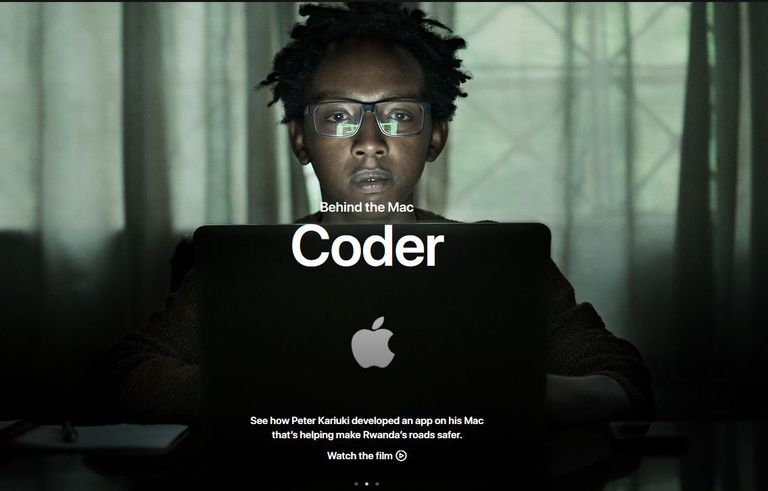 Behind the Mac
Coder
See how Peter Kariuki developed an app on his Mac
that's helping make Rwanda's roads safer.
Watch the film